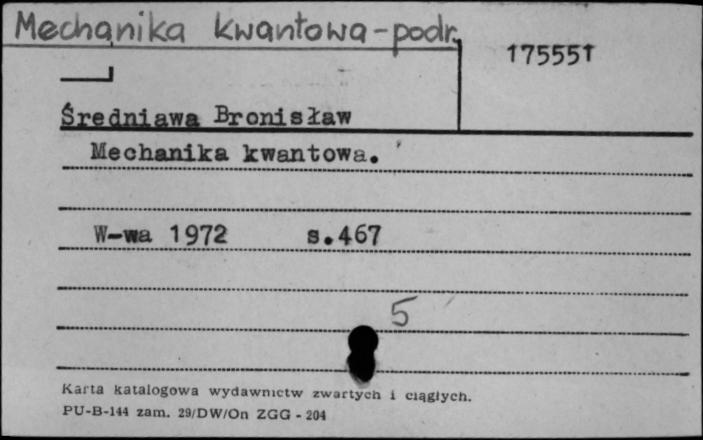 Mechanika kwantowa-podr.
175551
Średniawa Bronisław
Mechanika kwantowa.
W-wa 1972 s.467
5
Karta katalogowa wydawnictw zwartych i ciągłych.
PU-B-144 zam. 29/DW/On ZGG - 204